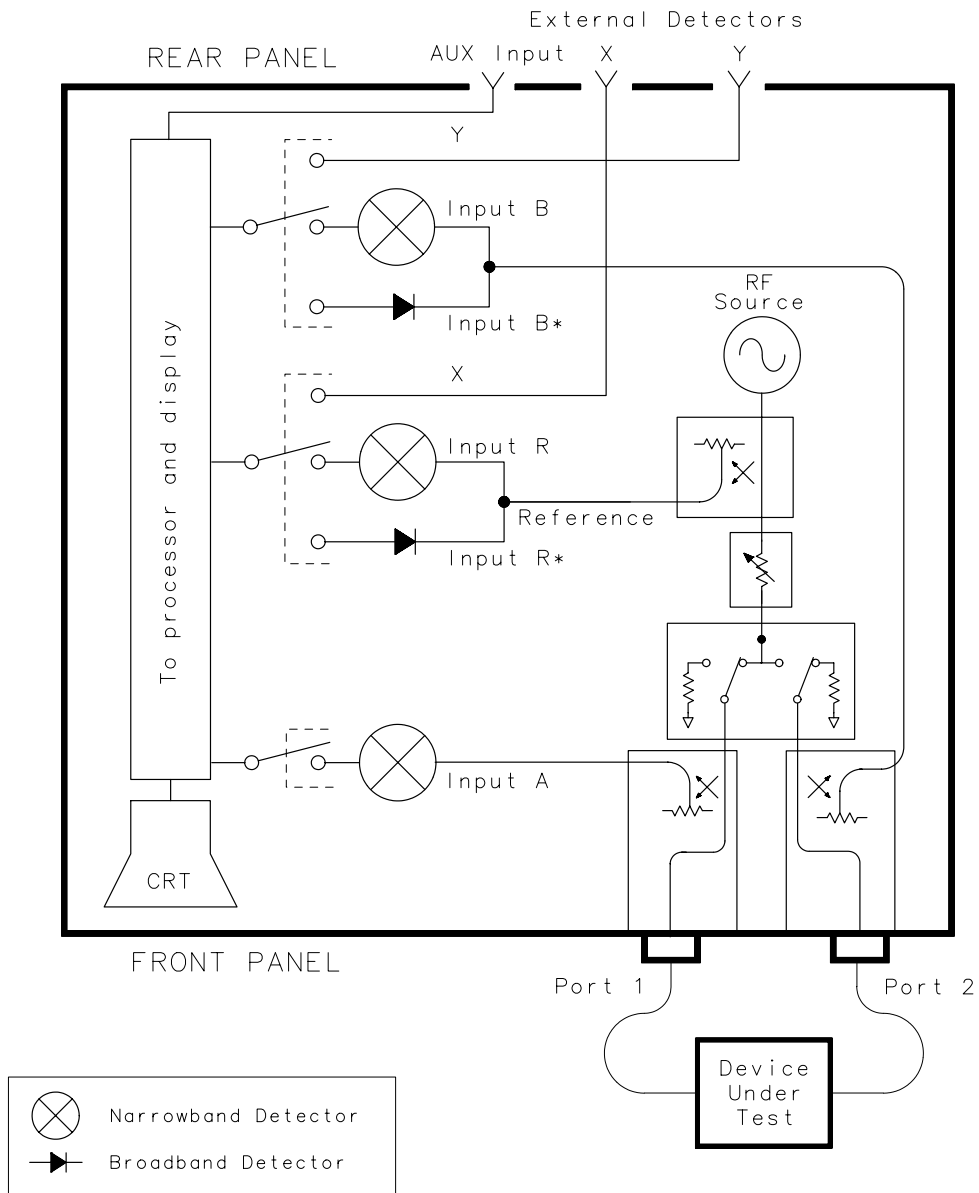 External Detectors
REAR PANEL
AUX Input
X
Y
Y
Input B
Input B*
RF
Source
X
To processor and display
Input R
Reference
Input R*
Input A
CRT
FRONT PANEL
Port 1
Port 2
Device
Under
Test
Narrowband Detector
Broadband Detector